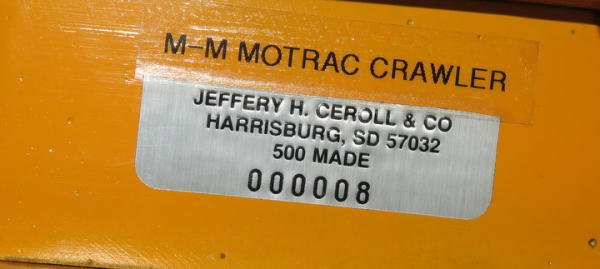 M-M MOTRAC CRAWLER
JEFFERY H. CEROLL & CO
HARRISBURG, SD 57032
500 MADE
000008